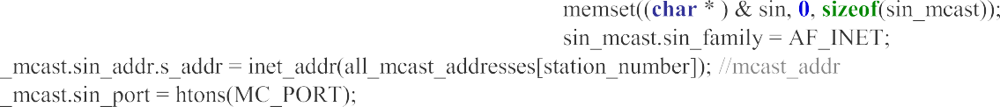 memset((char * ) & sin, 0, sizeof(sin_mcast));
sin_mcast.sin_family = AF_INET;
_mcast.sin_addr.s_addr = inet_addr(all_mcast_addresses[station_number]); //mcast_addr
_mcast.sin_port = htons(MC_PORT);